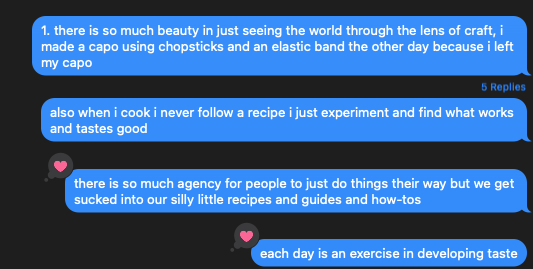 1. there is so much beauty in just seeing the world through the lens of craft, i
made a capo using chopsticks and an elastic band the other day because i left
my capo
5 Replies
also when i cook i never follow a recipe i just experiment and find what works
and tastes good
there is so much agency for people to just do things their way but we get
sucked into our silly little recipes and guides and how-tos
each day is an exercise in developing taste